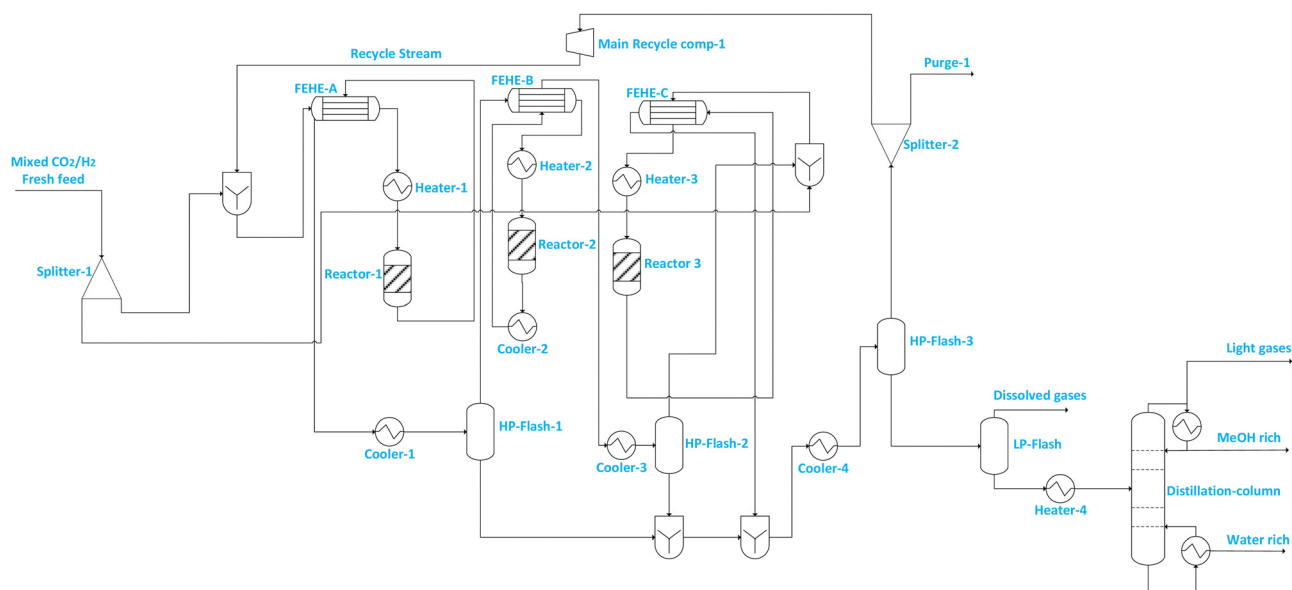 Main Recycle comp-1
Recycle Stream
Purge-1
FEHE-A
FEHE-B
FEHE-C
Splitter-2
Mixed CO2/H2
Fresh feed
Heater-1
Heater-2
Heater-3
Splitter-1
Reactor-1
Reactor-2
Reactor 3
Cooler-2
HP-Flash-3
Light gases
Dissolved gases
HP-Flash-1
HP-Flash-2
LP-Flash
MeOH rich
Cooler-1
Cooler-3
Cooler-4
Distillation-column
Heater-4
Water rich